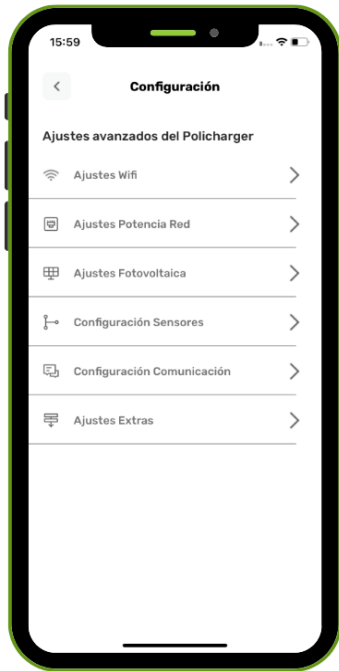 15:59
Configuración
Ajustes avanzados del Policharger
Ajustes Wifi
Ajustes Potencia Red
Ajustes Fotovoltaica
Configuración Sensores
Configuración Comunicación
Ajustes Extras